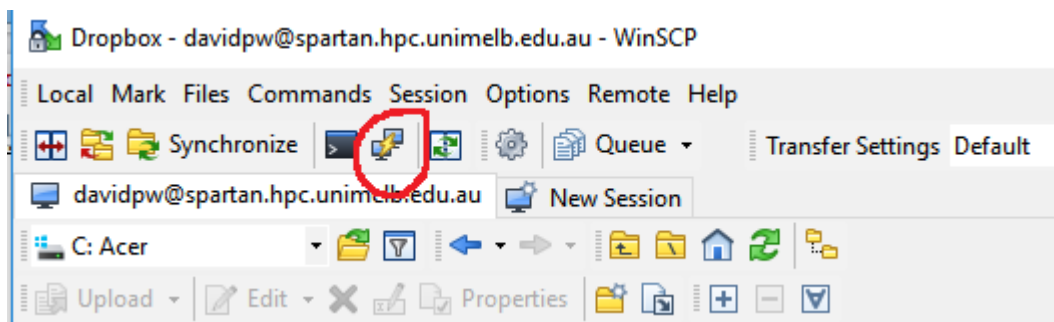 Dropbox - davidpw@spartan.hpc.unimelb.edu.au - WinSCP
Local Mark Files Commands Session Options Remote Help
Synchronize Queue Transfer Settings Default
davidpw@spartan.hpc.unimelb.edu.au New Session
C: Acer
Upload Edit Properties